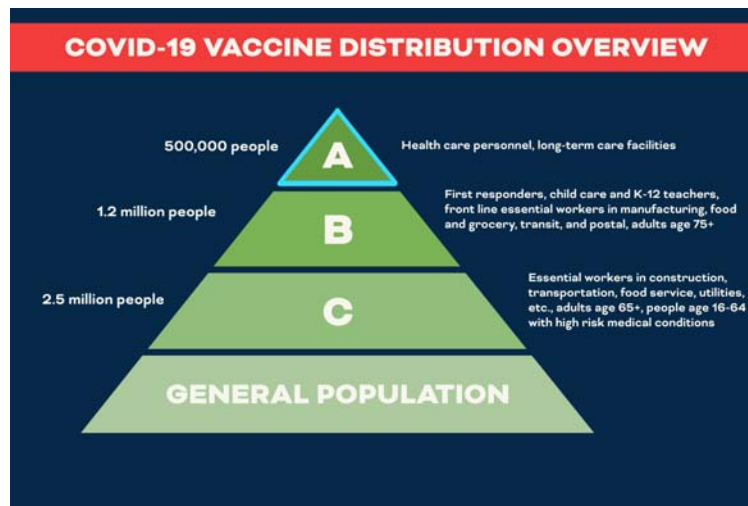 COVID-19 VACCINE DISTRIBUTION OVERVIEW
500,000 people
A
Health care personnel, long-term care facilities
1.2 million people
B
First responders, child care and K-12 teachers,
front line essential workers in manufacturing, food
and grocery, transit, and postal, adults age 75+
2.5 million people
C
Essential workers in construction,
transportation, food service, utilities,
etc., adults age 65+, people age 16-64
with high risk medical conditions
GENERAL POPULATION